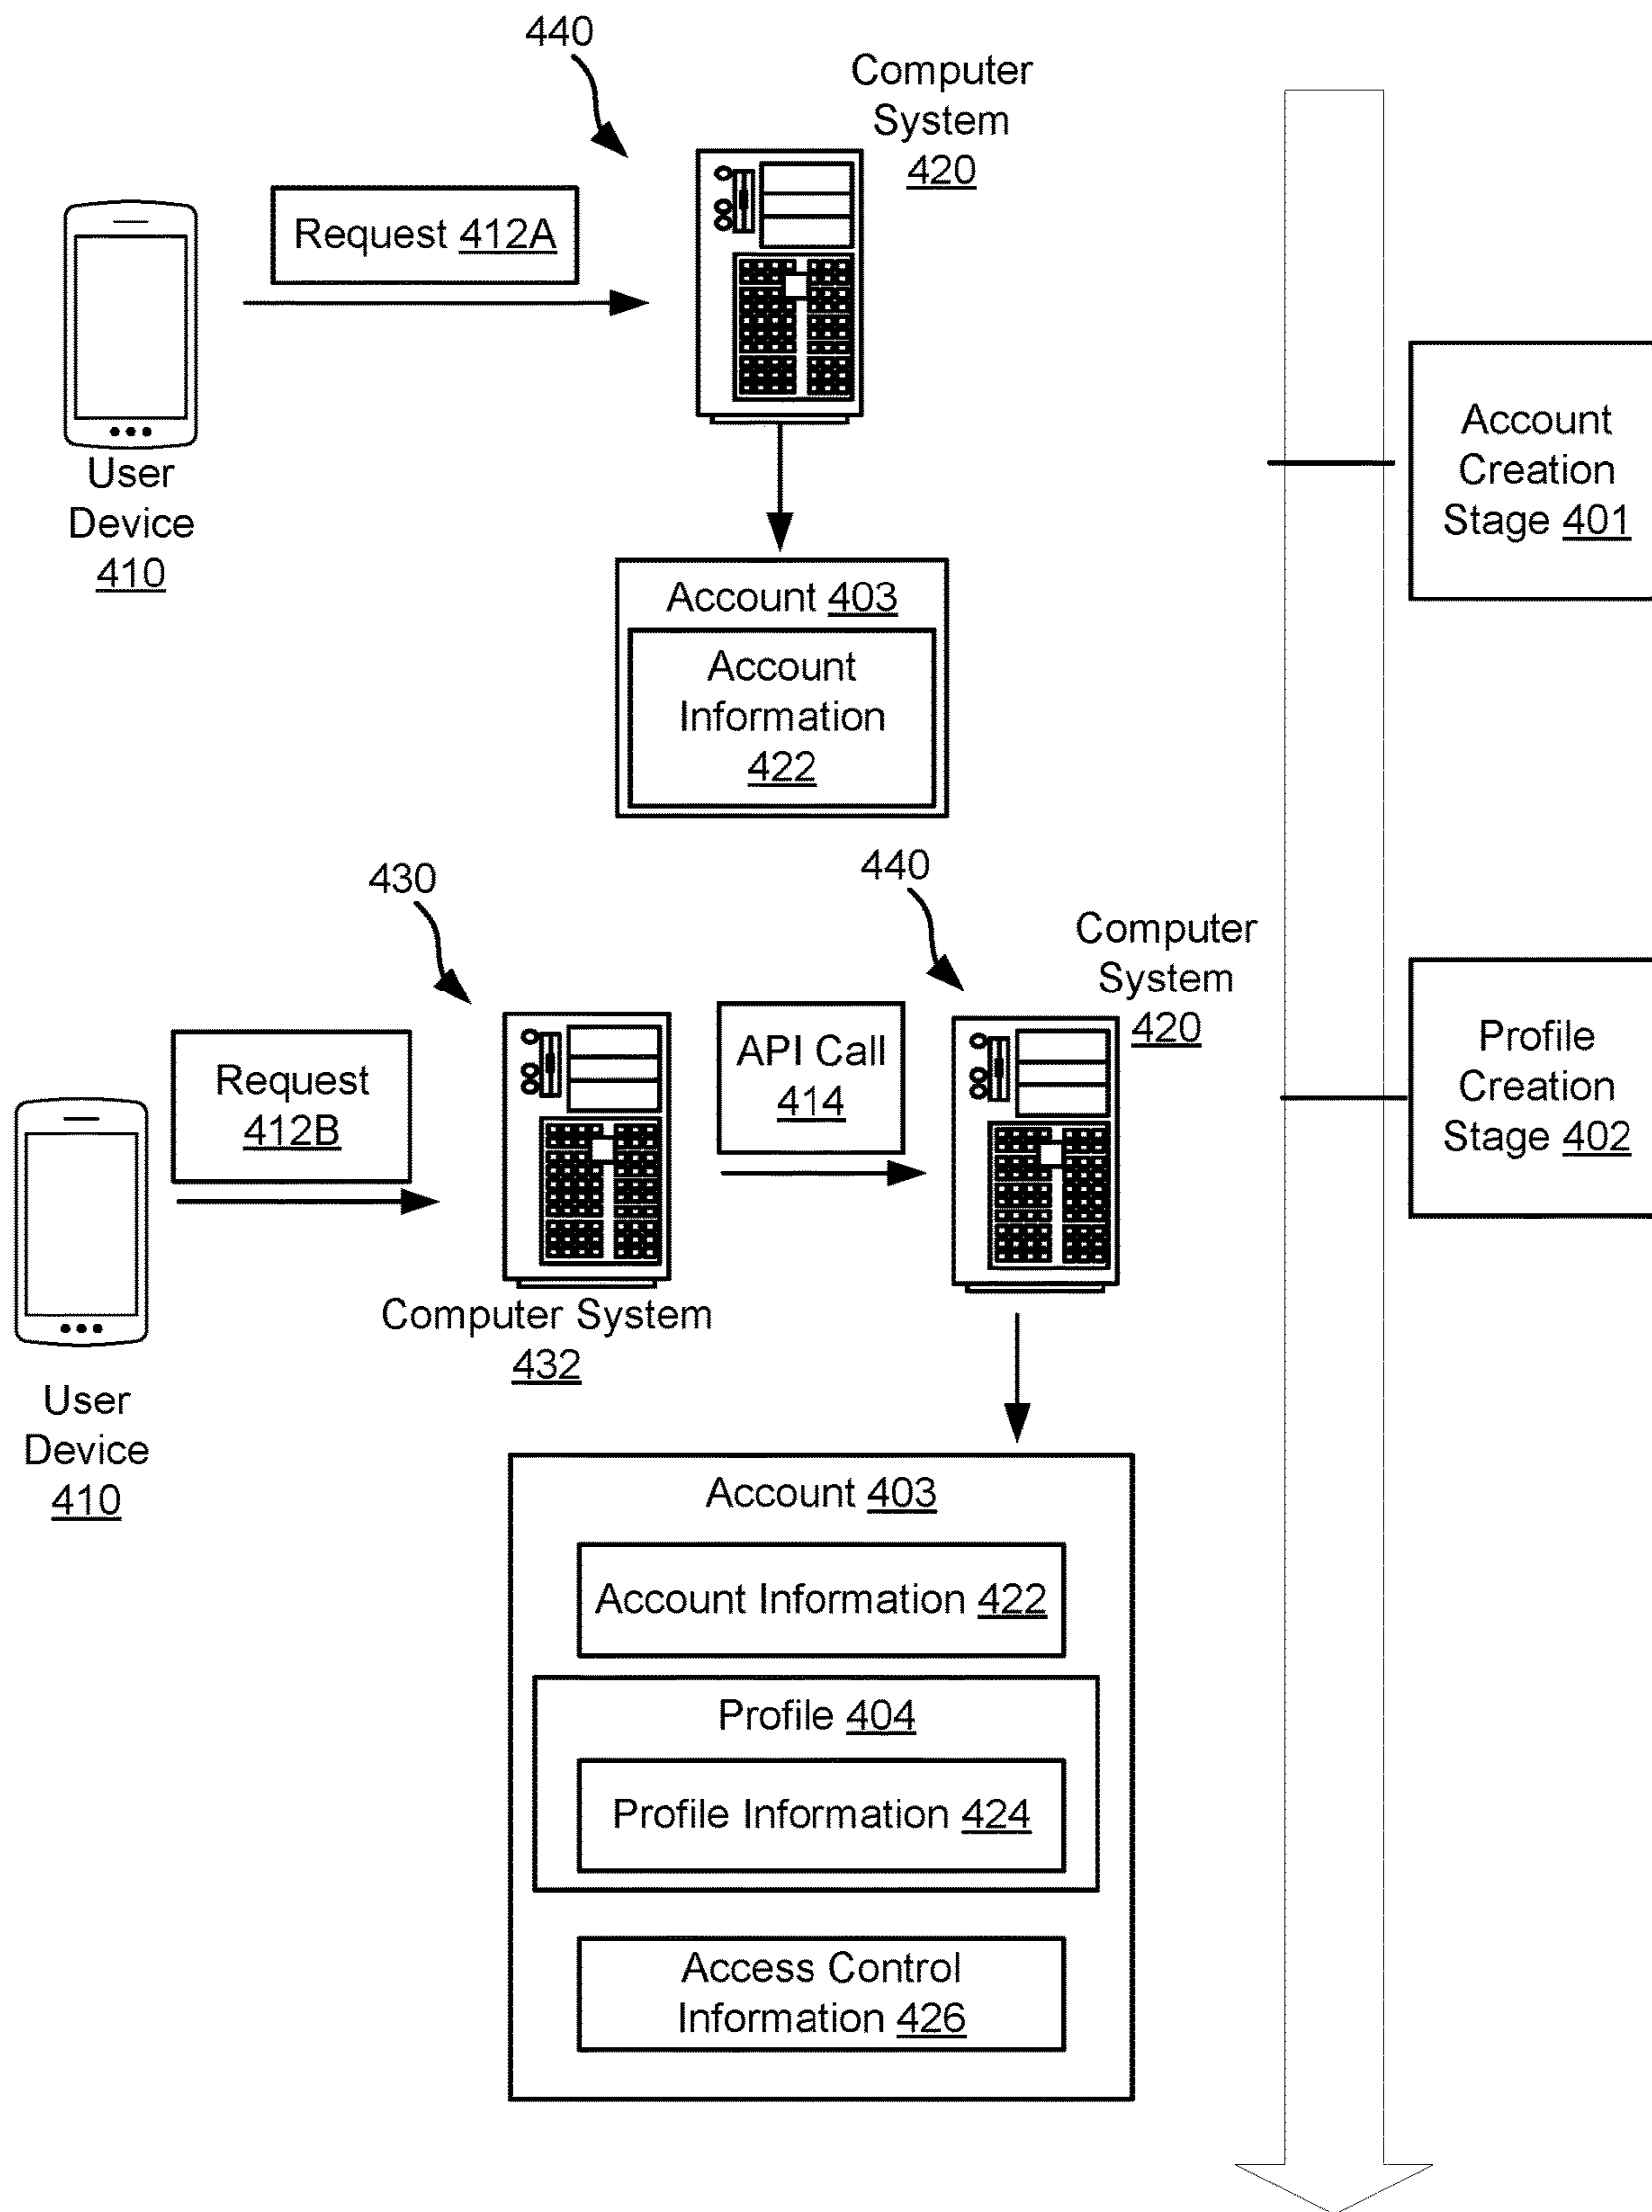 440
Computer
System
420
Request 412A
User
Device
410
Account
Creation
Stage 401
Account 403
Account
Information
422
430
440
Computer
System
420
Request
412B
API Call
414
Profile
Creation
Stage 402
Computer System
432
User
Device
410
Account 403
Account Information 422
Profile 404
Profile Information 424
Access Control
Information 426